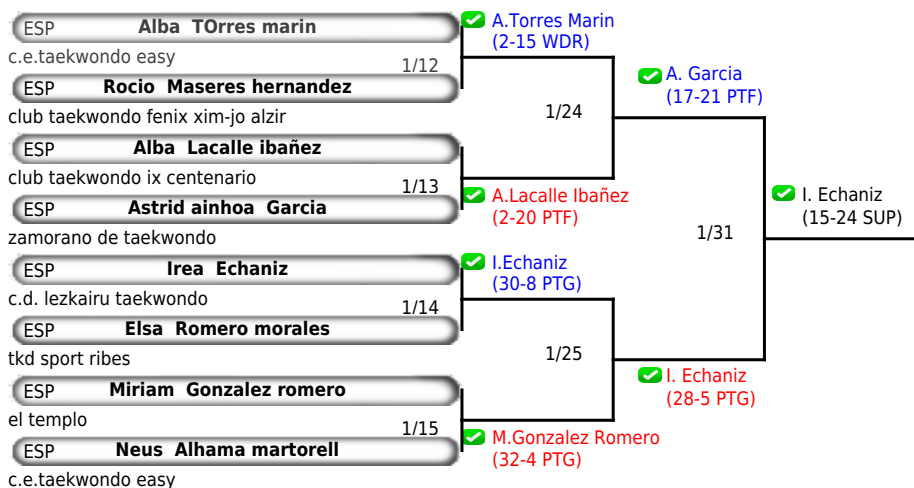 ESP Alba TOrres marin
c.e.taekwondo easy
1/12
ESP Rocio Maseres hernandez
club taekwondo fenix xim-jo alzir
A.Torres Marin
(2-15 WDR)
1/24
ESP Alba Lacalle ibañez
club taekwondo ix centenario
1/13
ESP Astrid ainhoa Garcia
zamorano de taekwondo
A.Lacalle Ibañez
(2-20 PTF)
A. Garcia
(17-21 PTF)
1/31
I. Echaniz
(15-24 SUP)
ESP Irea Echaniz
c.d. lezkairu taekwondo
1/14
ESP Elsa Romero morales
tkd sport ribes
I.Echaniz
(30-8 PTG)
1/25
ESP Miriam Gonzalez romero
el templo
1/15
ESP Neus Alhama martorell
c.e.taekwondo easy
M.Gonzalez Romero
(32-4 PTG)
I. Echaniz
(28-5 PTG)